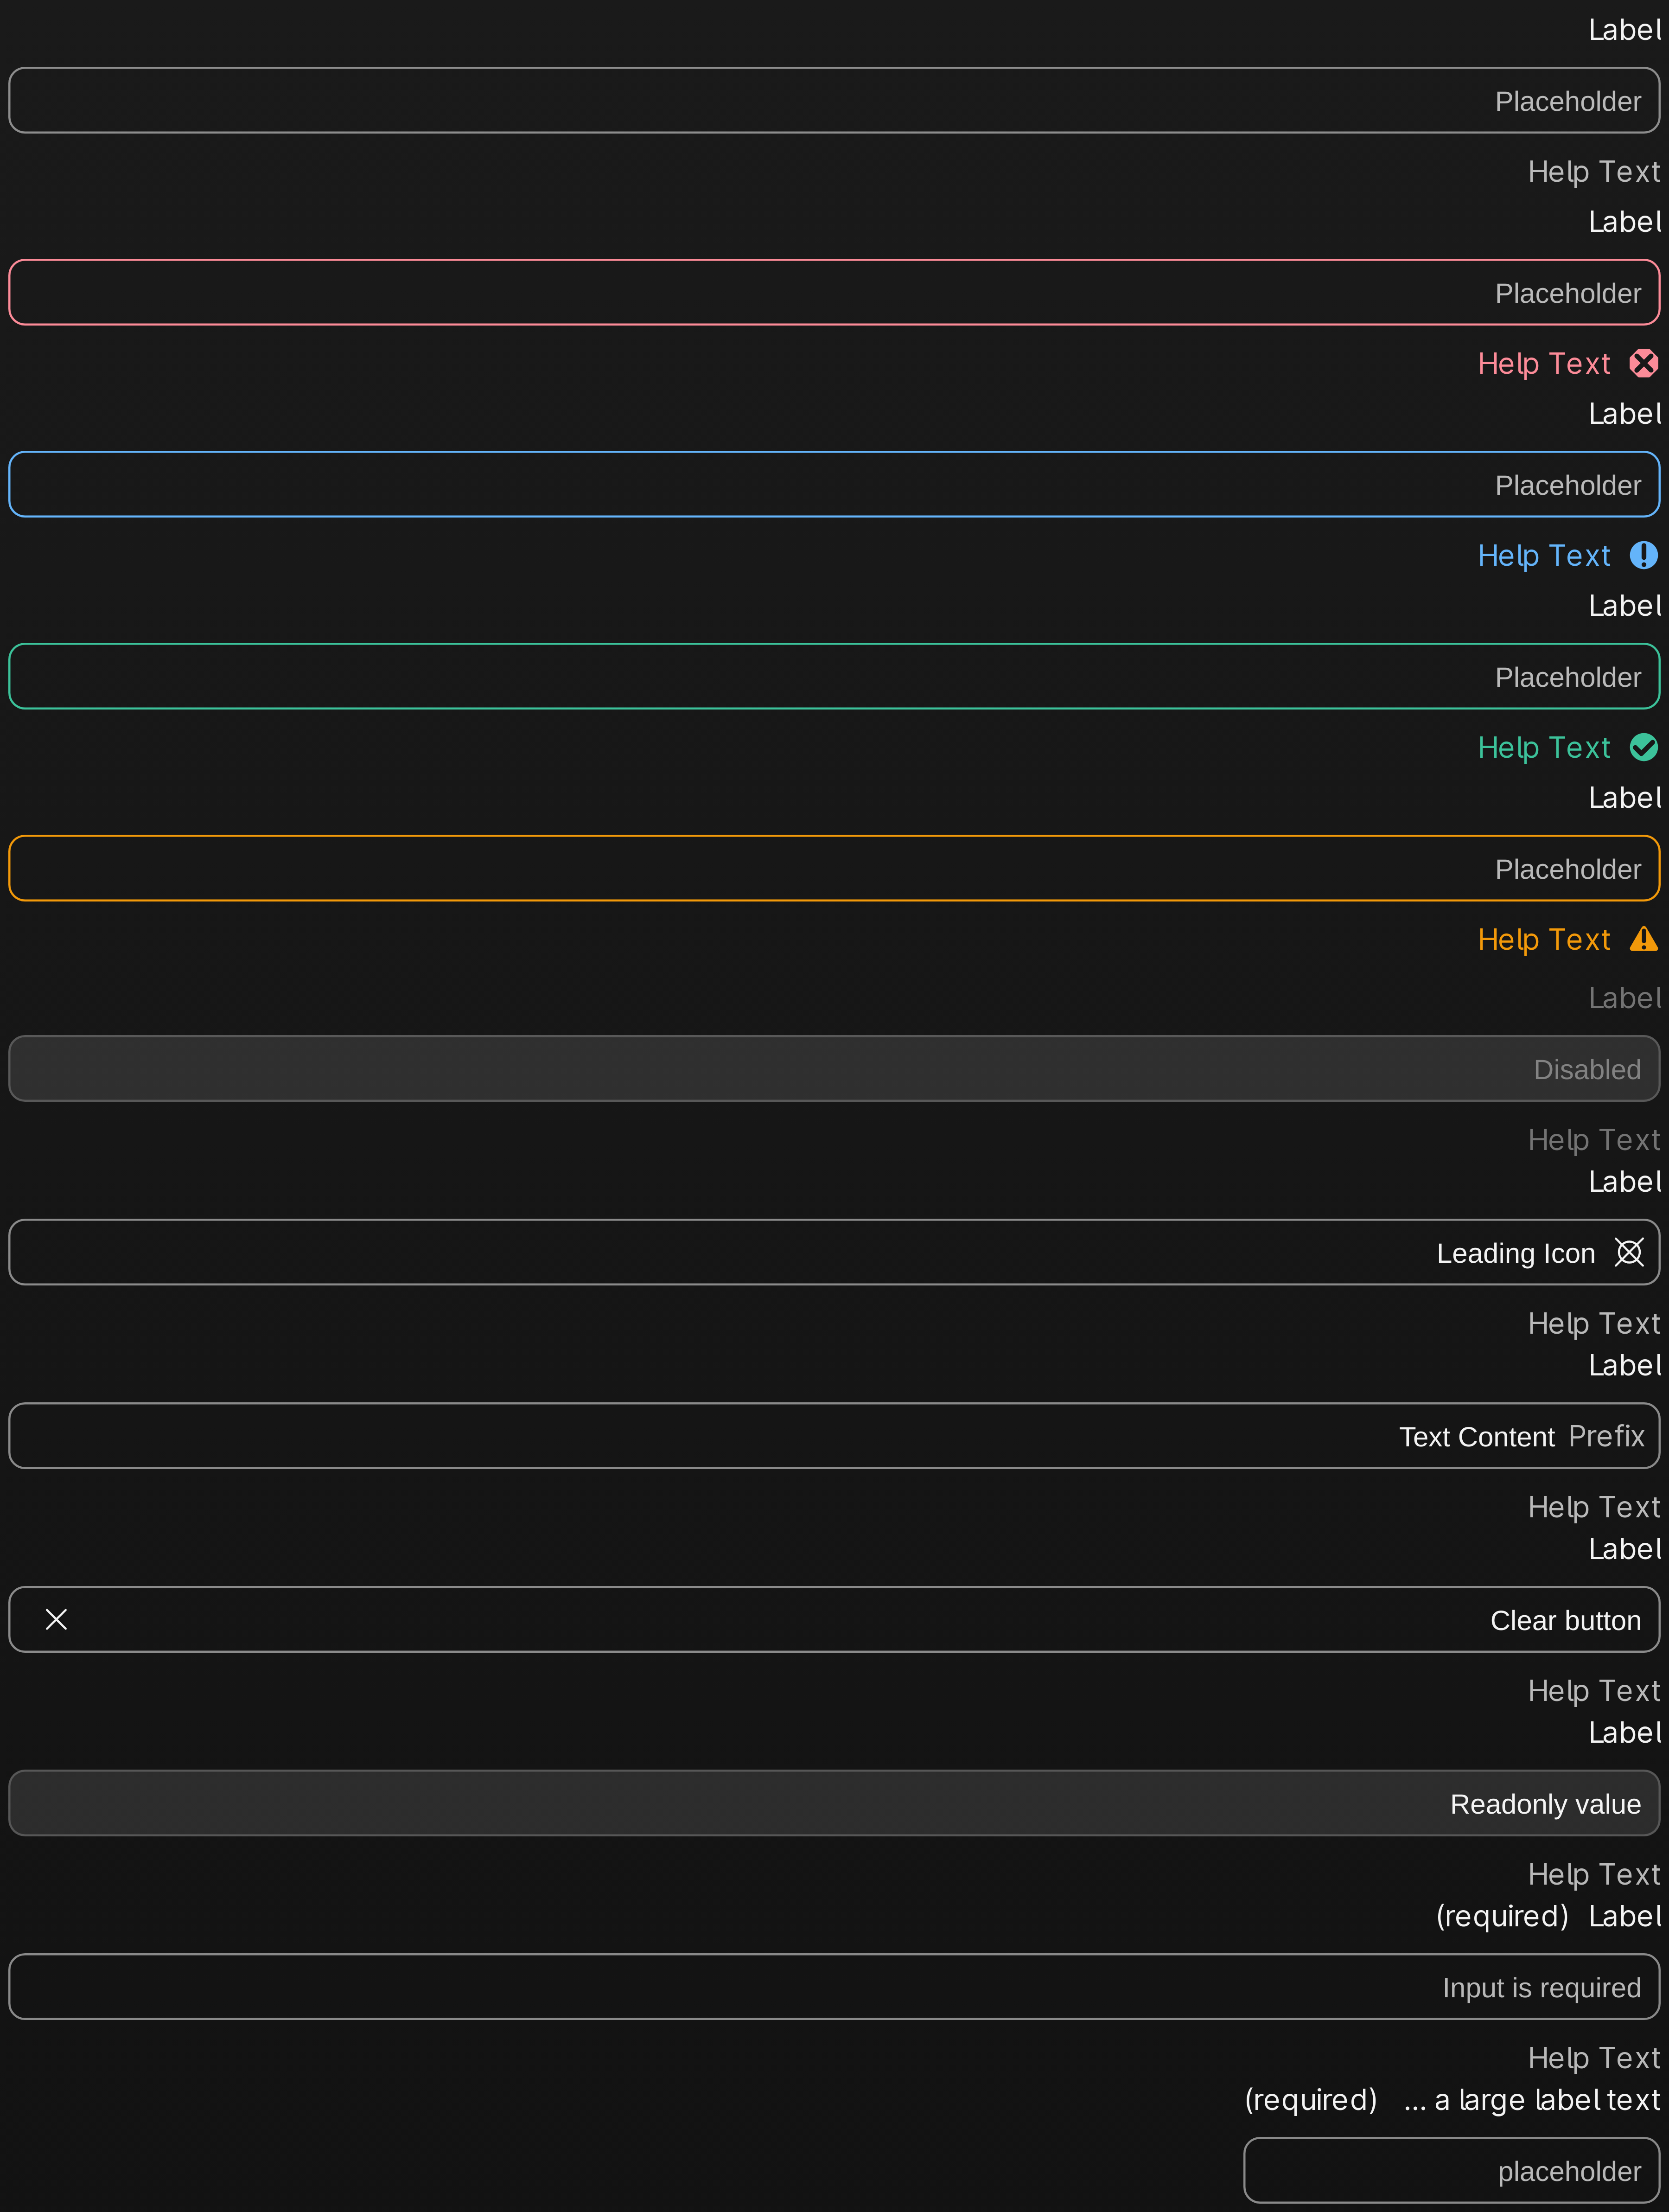 Label
Placeholder
Help Text
Label
Placeholder
Help Text
Label
Placeholder
Help Text
Label
Placeholder
Help Text
Label
Placeholder
Help Text
Label
Disabled
Help Text
Label
Leading Icon
Help Text
Label
Text Content Prefix
Help Text
Label
Clear button
Help Text
Label
Readonly value
Help Text
(required) Label
Input is required
Help Text
(required) ... a large label text
placeholder